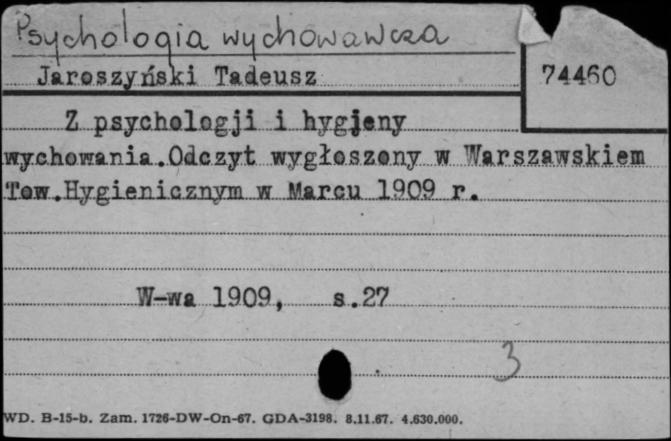 Psychologia wychowawcza
Jaroszyński Tadeusz
74460
Z psychologji i hygjeny
wychowania.Odczyt wygłoszony w Warszawskiem
Tow.Hygienicznym w Marcu 1909 r.
W-wa 1909, s.27
3
WD. B-15-b. Zam. 1726-DW-On-67. GDA-3198. 8.11.67. 4.630.000.